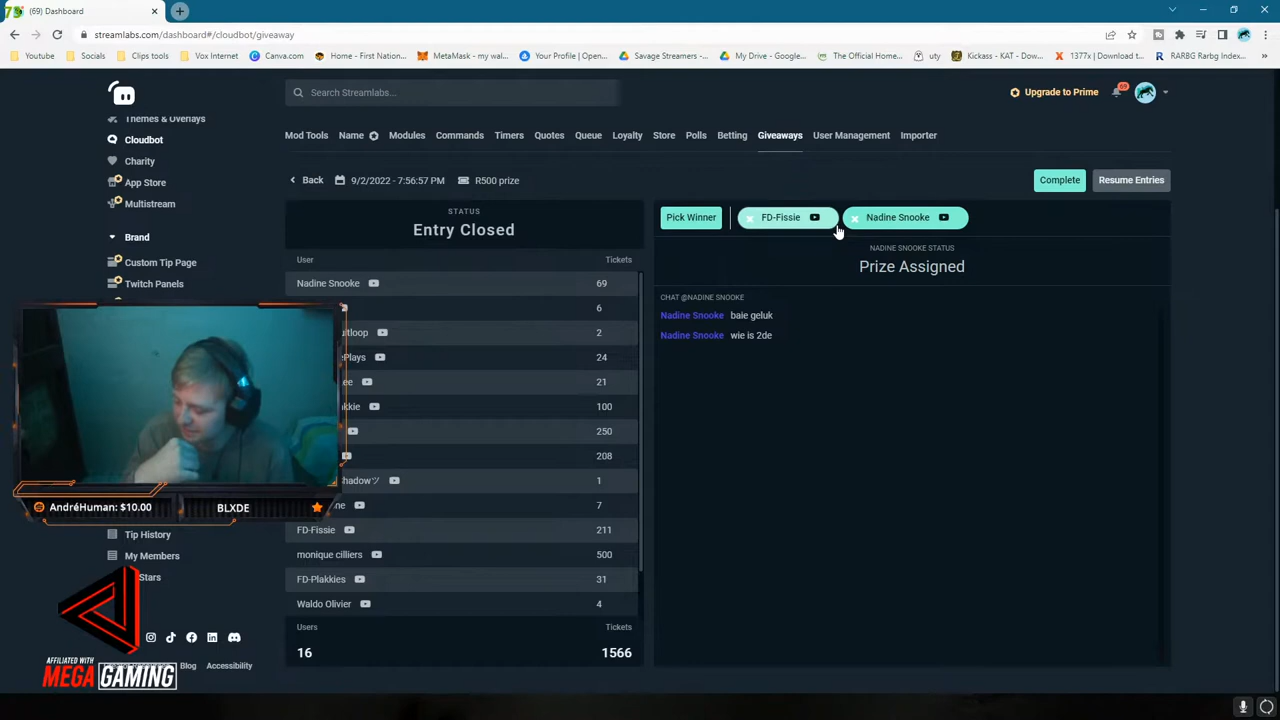 (69) Dashboard
streamlabs.com/dashboard#/cloudbot/giveaway
Youtube Socials Clips tools Vox Internet Canva.com Home - First Nation... MetaMask - my wal... Your Profile | Open... Savage Streamers -... My Drive - Google... The Official Home... uty Kickass - KAT - Dow... 1377x | Download t... RARBG Rarbg Index...
Search Streamlabs...
Upgrade to Prime
69
Themes & Overlays
Cloudbot
Charity
App Store
Multistream
Brand
Custom Tip Page
Twitch Panels
Mod Tools Name Modules Commands Timers Quotes Queue Loyalty Store Polls Betting Giveaways User Management Importer
Back 9/2/2022 - 7:56:57 PM R500 prize
Complete Resume Entries
STATUS
Entry Closed
User Tickets
Nadine Snooke 69
6
2
ePlays 24
21
100
250
208
1
7
FD-Fissie 211
monique cilliers 500
FD-Plakkies 31
Waldo Olivier 4
Users Tickets
16 1566
Pick Winner FD-Fissie Nadine Snooke
NADINE SNOOKE STATUS
Prize Assigned
CHAT @NADINE SNOOKE
Nadine Snooke baie geluk
Nadine Snooke wie is 2de
AndréHuman: $10.00 BLXDE
Tip History
My Members
Stars
Blog Accessibility
AFFILIATED WITH
MEGA GAMING